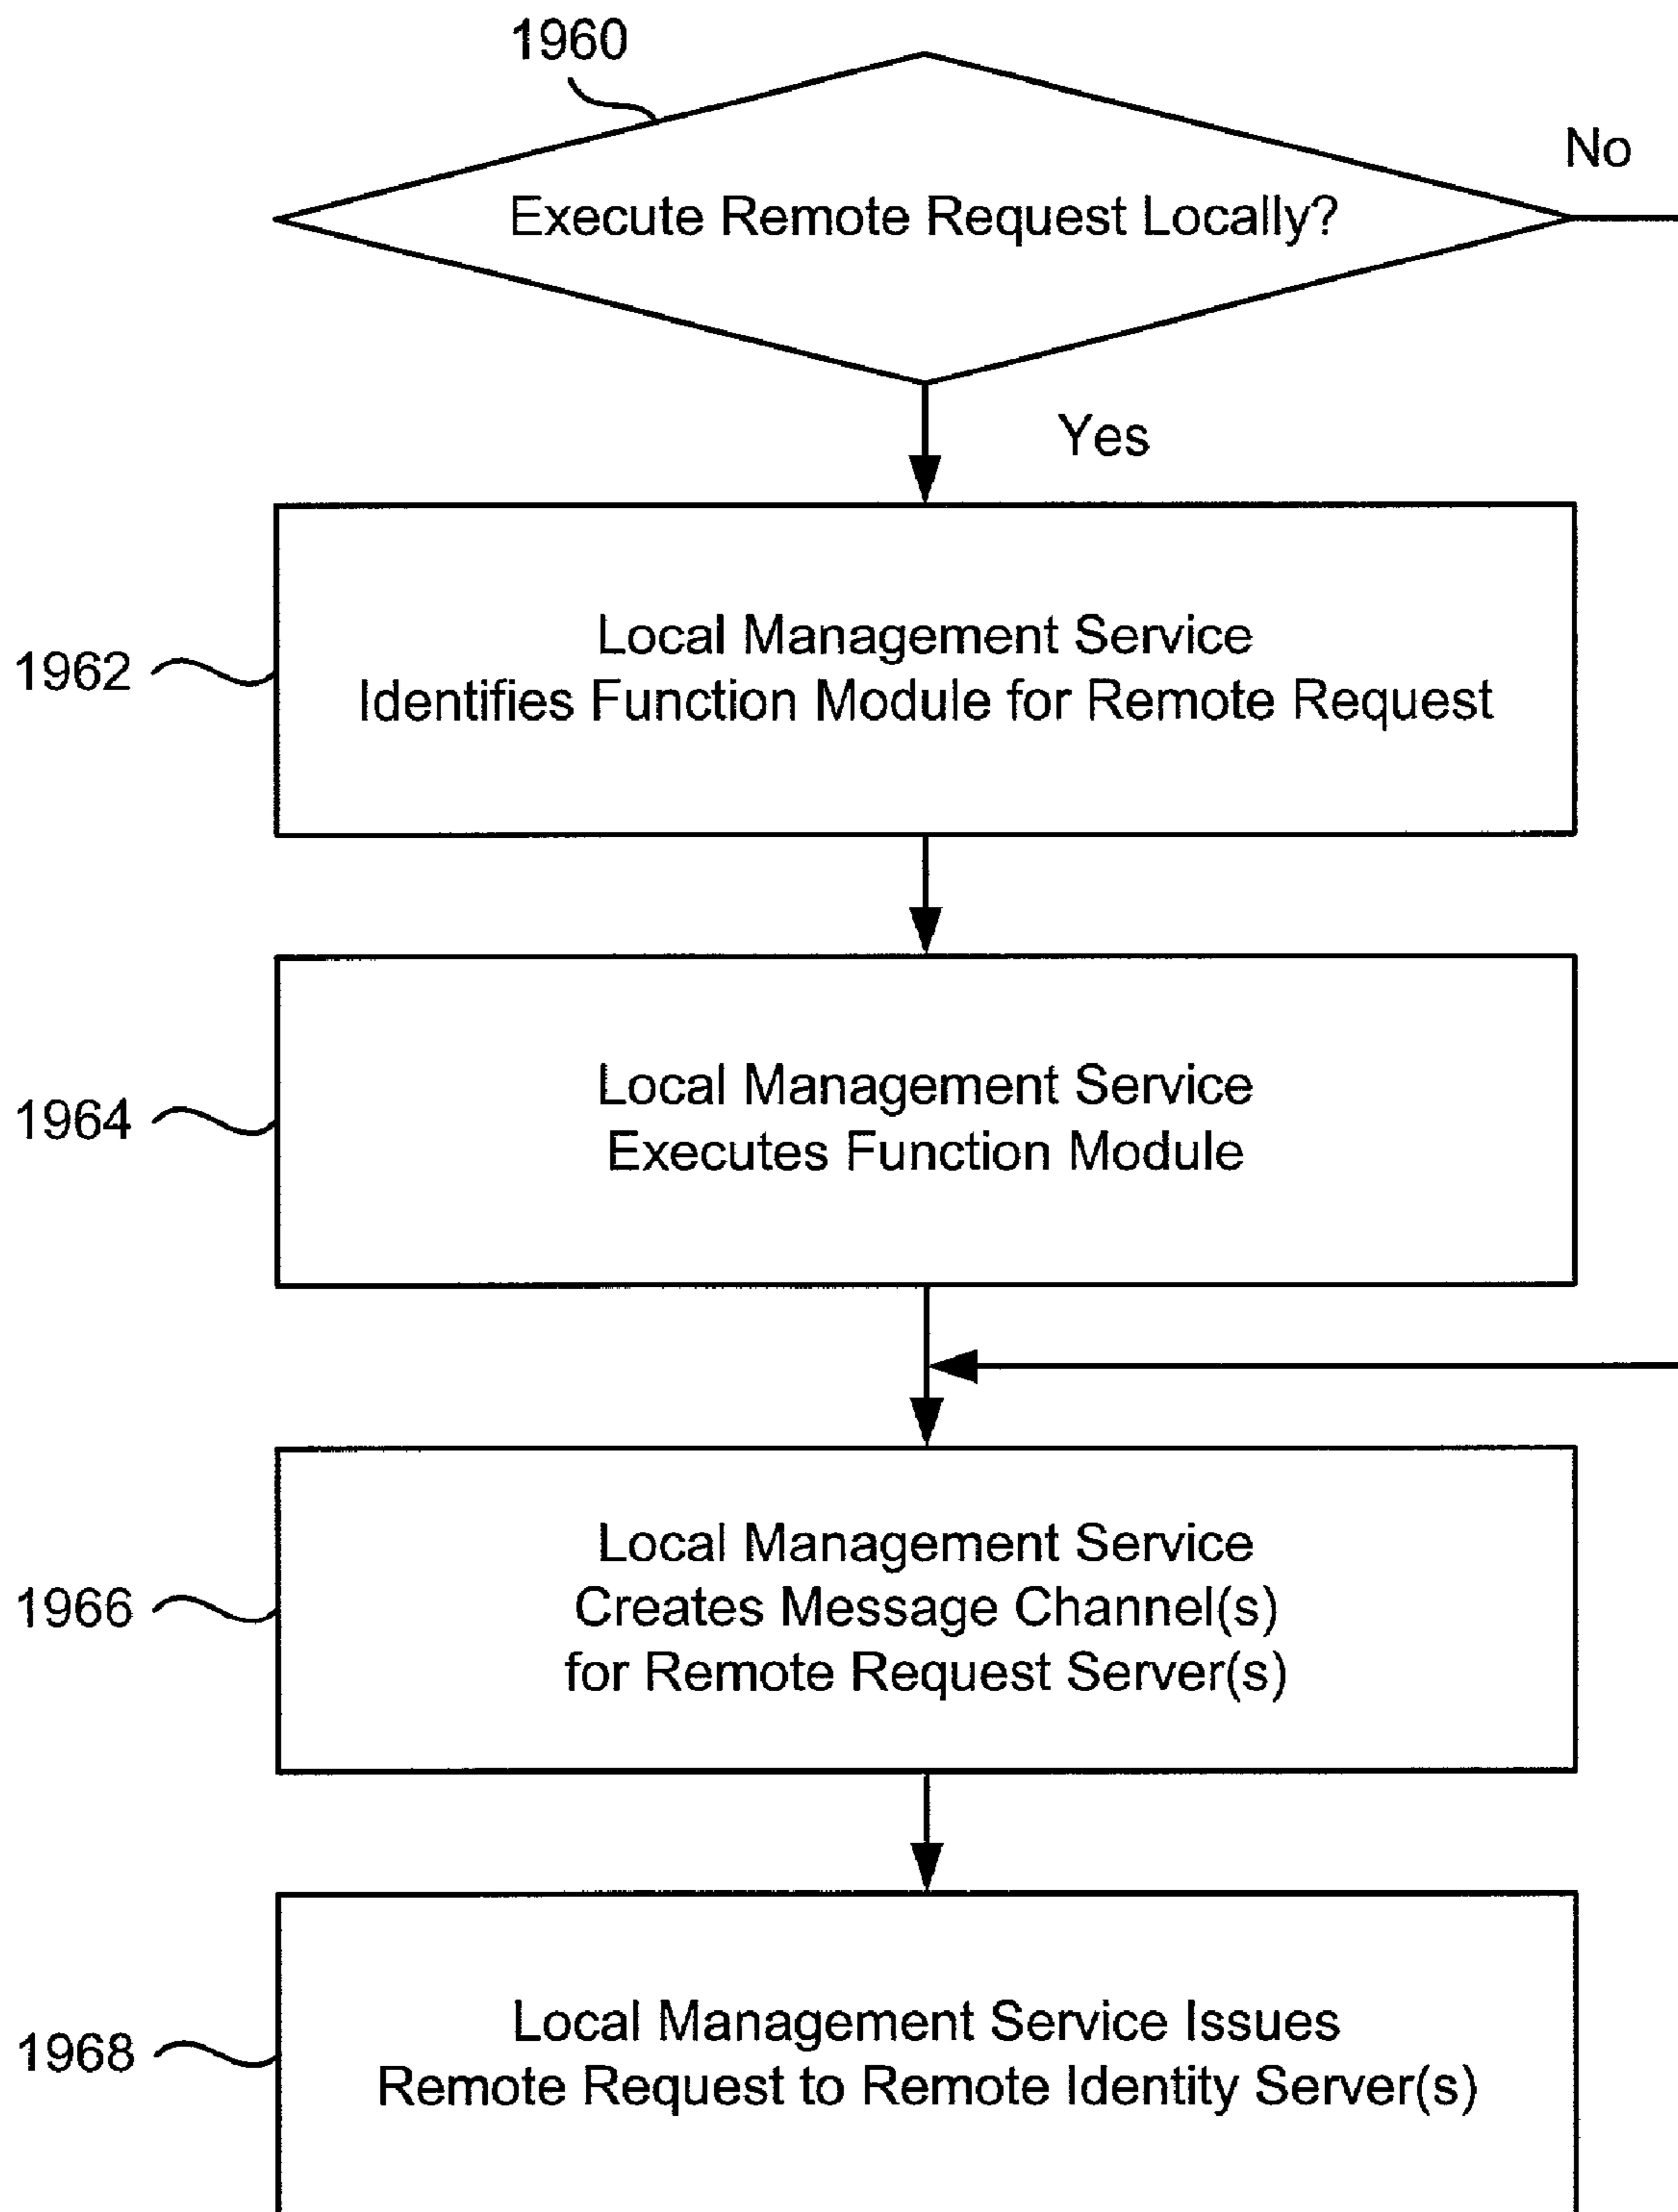 1960
No
Execute Remote Request Locally?
Yes
Local Management Service
1962
Identifies Function Module for Remote Request
Local Management Service
1964
Executes Function Module
Local Management Service
1966
Creates Message Channel(s)
for Remote Request Server(s)
Local Management Service Issues
1968
Remote Request to Remote Identity Server(s)